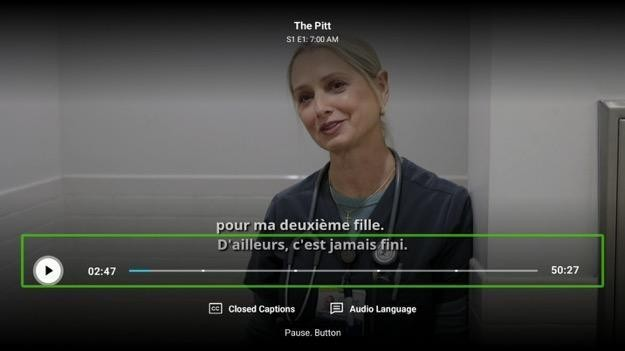 The Pitt
S1 E1: 7:00 AM
pour ma deuxième fille.
D'ailleurs, c'est jamais fini.
02:47
50:27
CC Closed Captions
Audio Language
Pause. Button